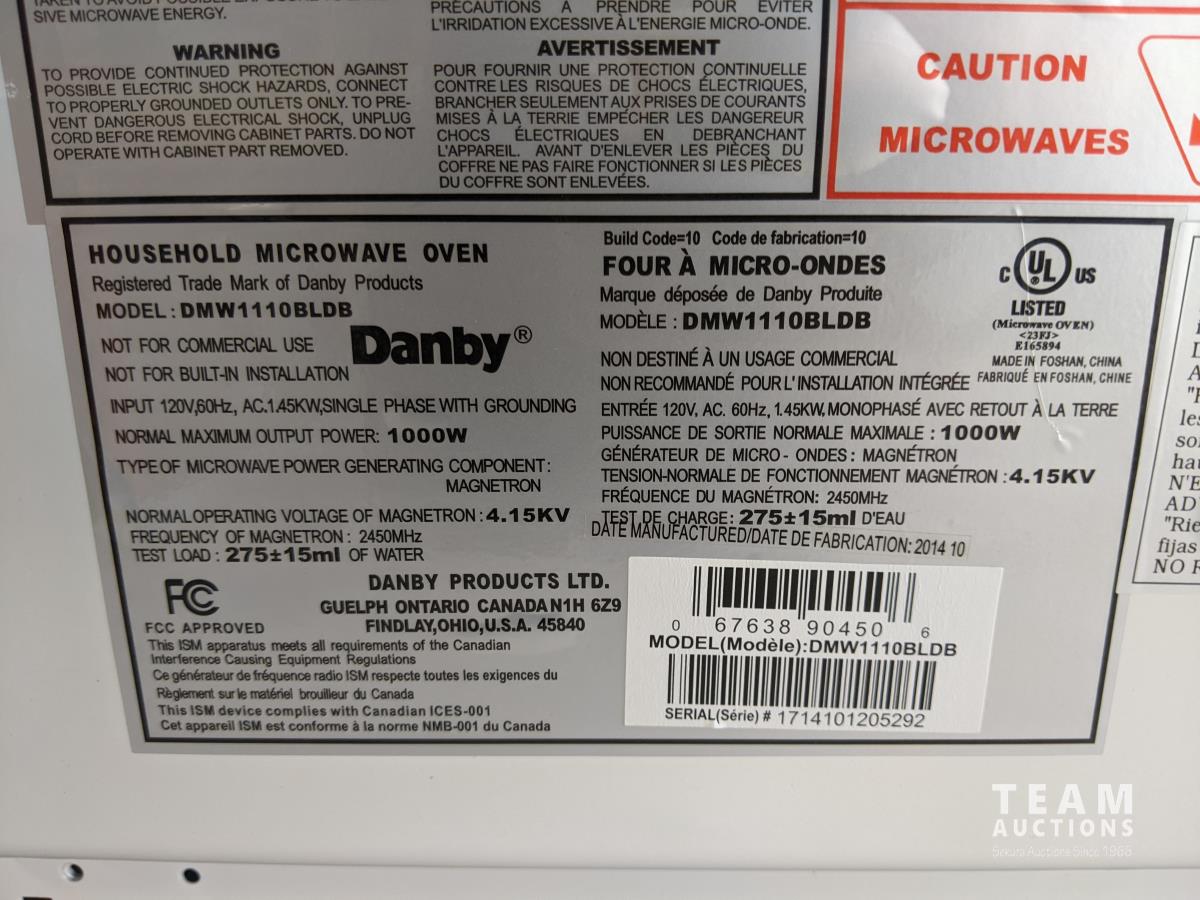 SIVE MICROWAVE ENERGY.
WARNING
TO PROVIDE CONTINUED PROTECTION AGAINST
POSSIBLE ELECTRIC SHOCK HAZARDS, CONNECT
TO PROPERLY GROUNDED OUTLETS ONLY. TO PRE-
VENT DANGEROUS ELECTRICAL SHOCK, UNPLUG
CORD BEFORE REMOVING CABINET PARTS. DO NOT
OPERATE WITH CABINET PART REMOVED.
PRÉCAUTIONS À PRENDRE POUR ÉVITER
L'IRRIDATION EXCESSIVE À L'ENERGIE MICRO-ONDE.
AVERTISSEMENT
POUR FOURNIR UNE PROTECTION CONTINUELLE
CONTRE LES RISQUES DE CHOCS ÉLECTRIQUES,
BRANCHER SEULEMENT AUX PRISES DE COURANTS
MISES À LA TERRIE EMPÉCHER LES DANGEREUR
CHOCS ÉLECTRIQUES EN DEBRANCHANT
L'APPAREIL. AVANT D'ENLEVER LES PIÈCES DU
COFFRE NE PAS FAIRE FONCTIONNER SI LES PIÈCES
DU COFFRE SONT ENLEVÉES.
CAUTION
MICROWAVES
HOUSEHOLD MICROWAVE OVEN
Registered Trade Mark of Danby Products
MODEL : DMW1110BLDB
NOT FOR COMMERCIAL USE
NOT FOR BUILT-IN INSTALLATION
Danby®
INPUT 120V,60Hz, AC.1.45KW,SINGLE PHASE WITH GROUNDING
NORMAL MAXIMUM OUTPUT POWER: 1000W
TYPE OF MICROWAVE POWER GENERATING COMPONENT:
MAGNETRON
NORMAL OPERATING VOLTAGE OF MAGNETRON : 4.15KV
FREQUENCY OF MAGNETRON : 2450MHz
TEST LOAD : 275±15ml OF WATER
Build Code=10 Code de fabrication=10
FOUR À MICRO-ONDES
Marque déposée de Danby Produite
MODÈLE : DMW1110BLDB
NON DESTINÉ À UN USAGE COMMERCIAL
NON RECOMMANDÉ POUR L' INSTALLATION INTÉGRÉE
ENTRÉE 120V, AC. 60Hz, 1.45KW, MONOPHASÉ AVEC RETOUT À LA TERRE
PUISSANCE DE SORTIE NORMALE MAXIMALE : 1000W
GÉNÉRATEUR DE MICRO - ONDES : MAGNÉTRON
TENSION-NORMALE DE FONCTIONNEMENT MAGNÉTRON : 4.15KV
FRÉQUENCE DU MAGNÉTRON: 2450MHz
TEST DE CHARGE: 275±15ml D'EAU
DATE MANUFACTURED/DATE DE FABRICATION: 2014 10
C UL US
LISTED
(Microwave OVEN)
<23FJ>
E165894
MADE IN FOSHAN, CHINA
FABRIQUÉ EN FOSHAN, CHINE
FC
FCC APPROVED
DANBY PRODUCTS LTD.
GUELPH ONTARIO CANADA N1H 6Z9
FINDLAY,OHIO,U.S.A. 45840
This ISM apparatus meets all requirements of the Canadian
Interference Causing Equipment Regulations
Ce générateur de fréquence radio ISM respecte toutes les exigences du
Règlement sur le matériel brouilleur du Canada
This ISM device complies with Canadian ICES-001
Cet appareil ISM est conforme à la norme NMB-001 du Canada
0 67638 90450 6
MODEL(Modèle):DMW1110BLDB
SERIAL(Série) # 1714101205292
les
N'E
AD
"Rie
fijas
NO
TEAM
AUCTIONS
Sekura Auctions Since 1966